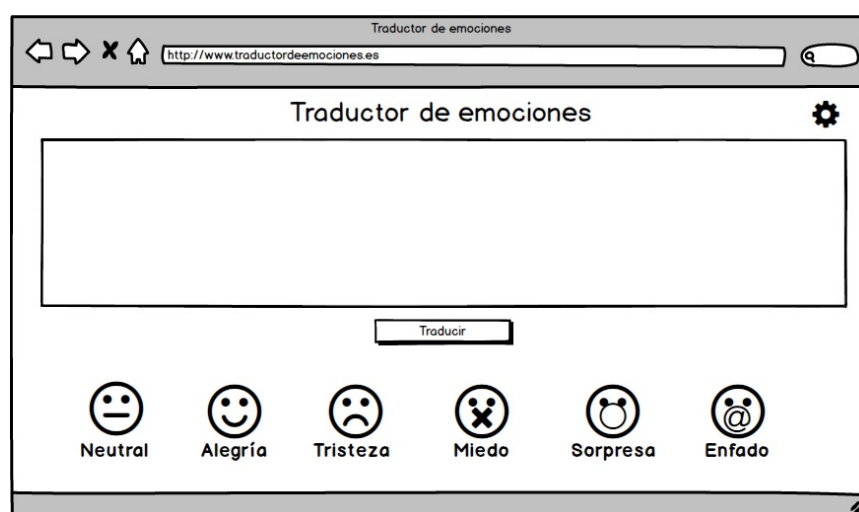 Traductor de emociones
http://www.traductordeemociones.es
Traductor de emociones
Traducir
@
Neutral Alegría Tristeza Miedo Sorpresa Enfado